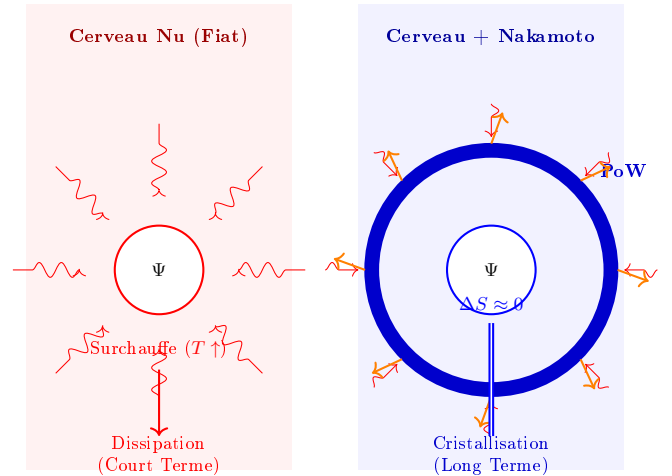 Cerveau Nu (Fiat)
Ψ
Surchauffe (T ↑)
Dissipation
(Court Terme)
Cerveau + Nakamoto
PoW
Ψ
ΔS ≈ 0
Cristallisation
(Long Terme)